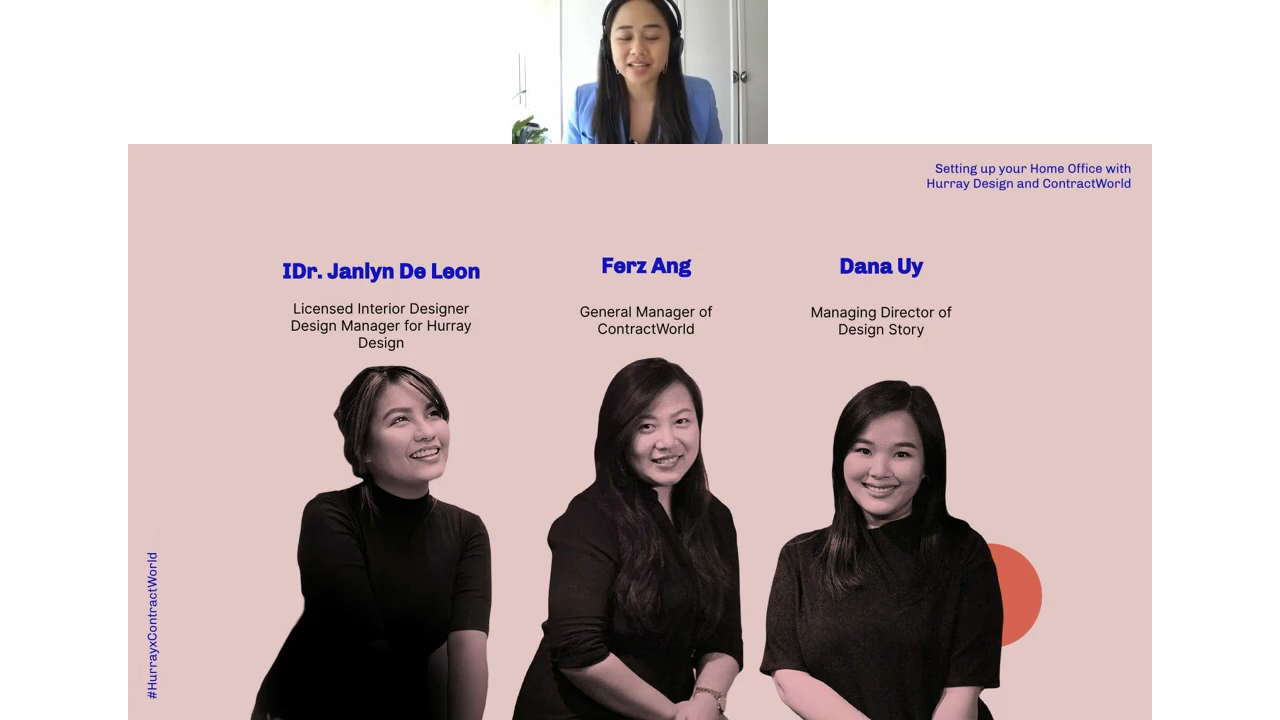 Setting up your Home Office with
Hurray Design and ContractWorld
IDr. Janlyn De Leon
Licensed Interior Designer
Design Manager for Hurray
Design
Ferz Ang
General Manager of
ContractWorld
Dana Uy
Managing Director of
Design Story
#HurrayxContractWorld